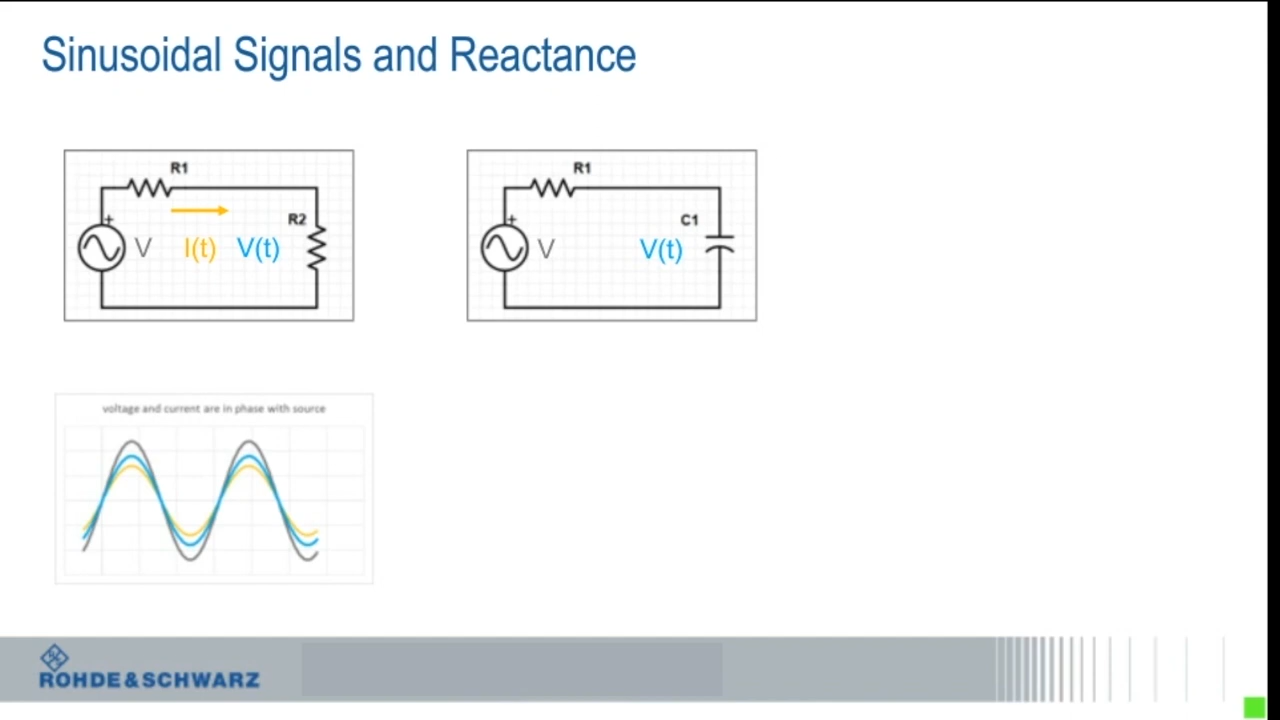 Sinusoidal Signals and Reactance
R1
R2
+
V
I(t)
V(t)
R1
C1
+
V
V(t)
voltage and current are in phase with source
ROHDE&SCHWARZ